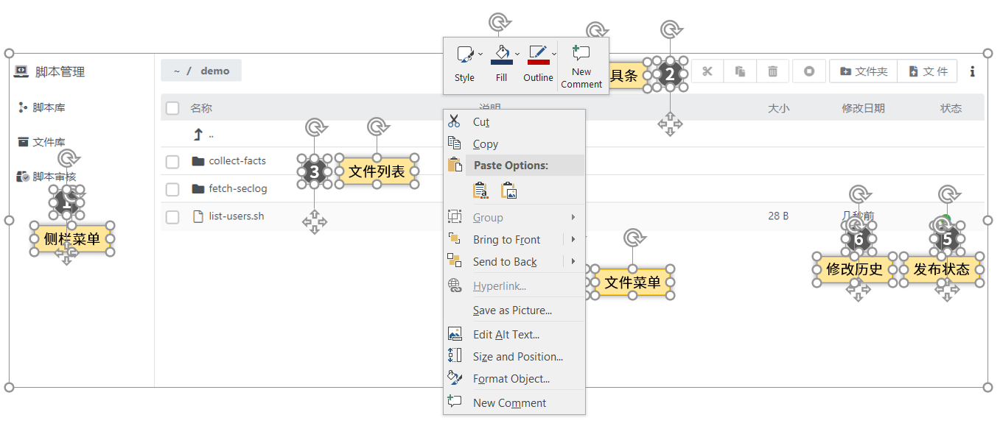 脚本管理
~ / demo
Style
Fill
Outline
New
Comment
具条
2
文件夹
文件
脚本库
名称
说明
大小
修改日期
状态
文件库
..
Cut
Copy
脚本审核
collect-facts
3
文件列表
Paste Options:
fetch-seclog
1
list-users.sh
28 B
几秒前
Group
侧栏菜单
Bring to Front
6
5
Send to Back
修改历史
发布状态
文件菜单
Hyperlink...
Save as Picture...
Edit Alt Text...
Size and Position...
Format Object...
New Comment